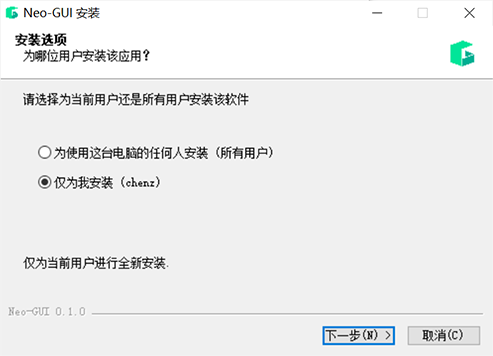 Neo-GUI 安装
安装选项
为哪位用户安装该应用？
请选择为当前用户还是所有用户安装该软件
为使用这台电脑的任何人安装（所有用户）
仅为我安装（chenz）
仅为当前用户进行全新安装.
Neo-GUI 0.1.0
下一步(N) >
取消(C)